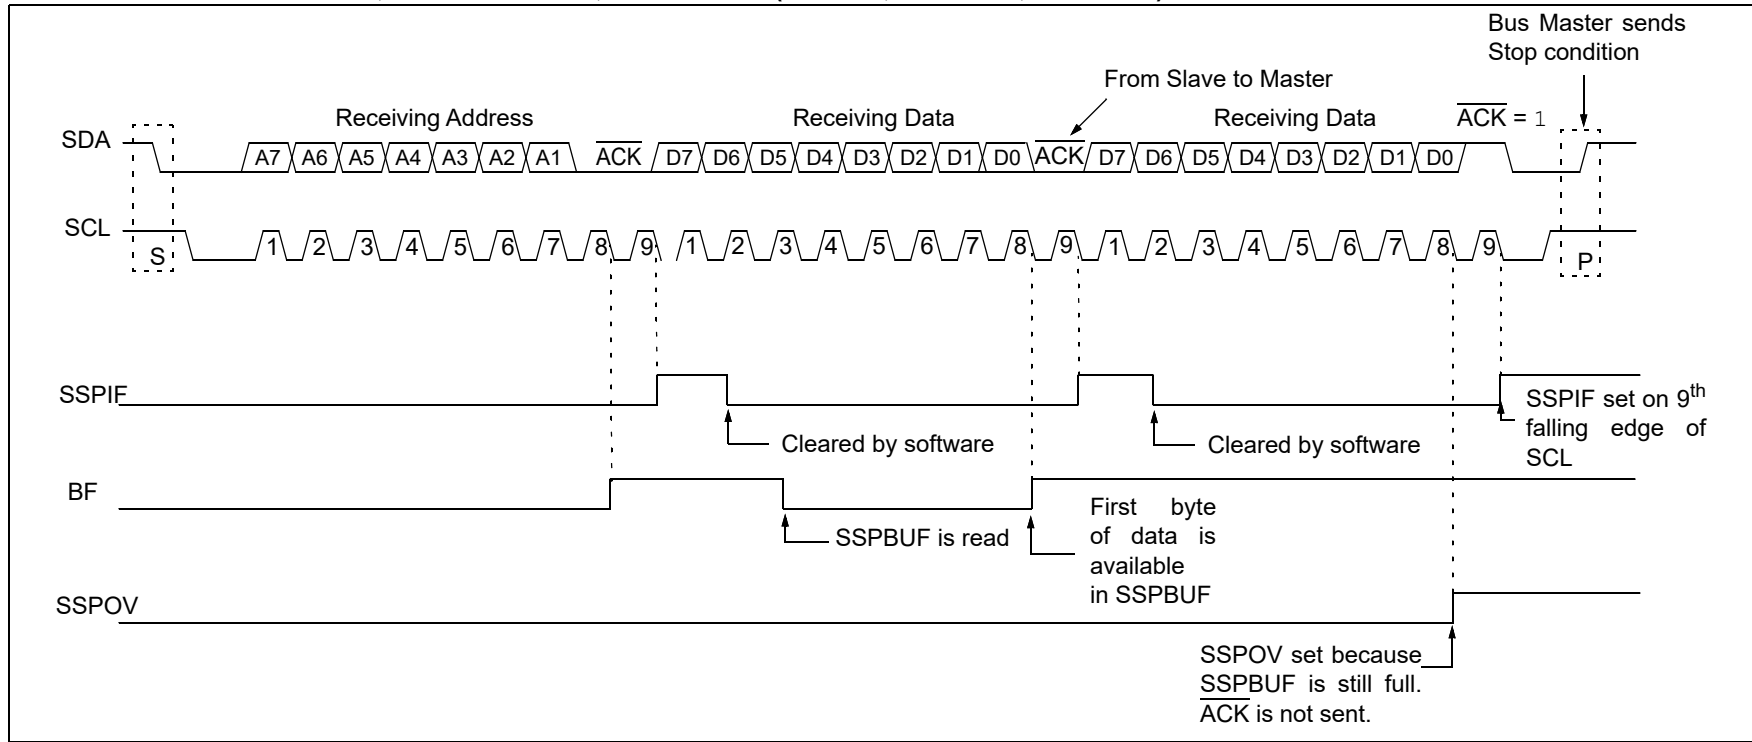 Bus Master sends
Stop condition
From Slave to Master
Receiving Address
Receiving Data
Receiving Data
ACK = 1
SDA
A7 A6 A5 A4 A3 A2 A1 ACK D7 D6 D5 D4 D3 D2 D1 D0 ACK D7 D6 D5 D4 D3 D2 D1 D0
SCL
S
1 2 3 4 5 6 7 8 9 1 2 3 4 5 6 7 8 9 1 2 3 4 5 6 7 8 9
P
SSPIF
Cleared by software
Cleared by software
SSPIF set on 9th
falling edge of
SCL
BF
SSPBUF is read
First byte
of data is
available
in SSPBUF
SSPOV
SSPOV set because
SSPBUF is still full.
ACK is not sent.